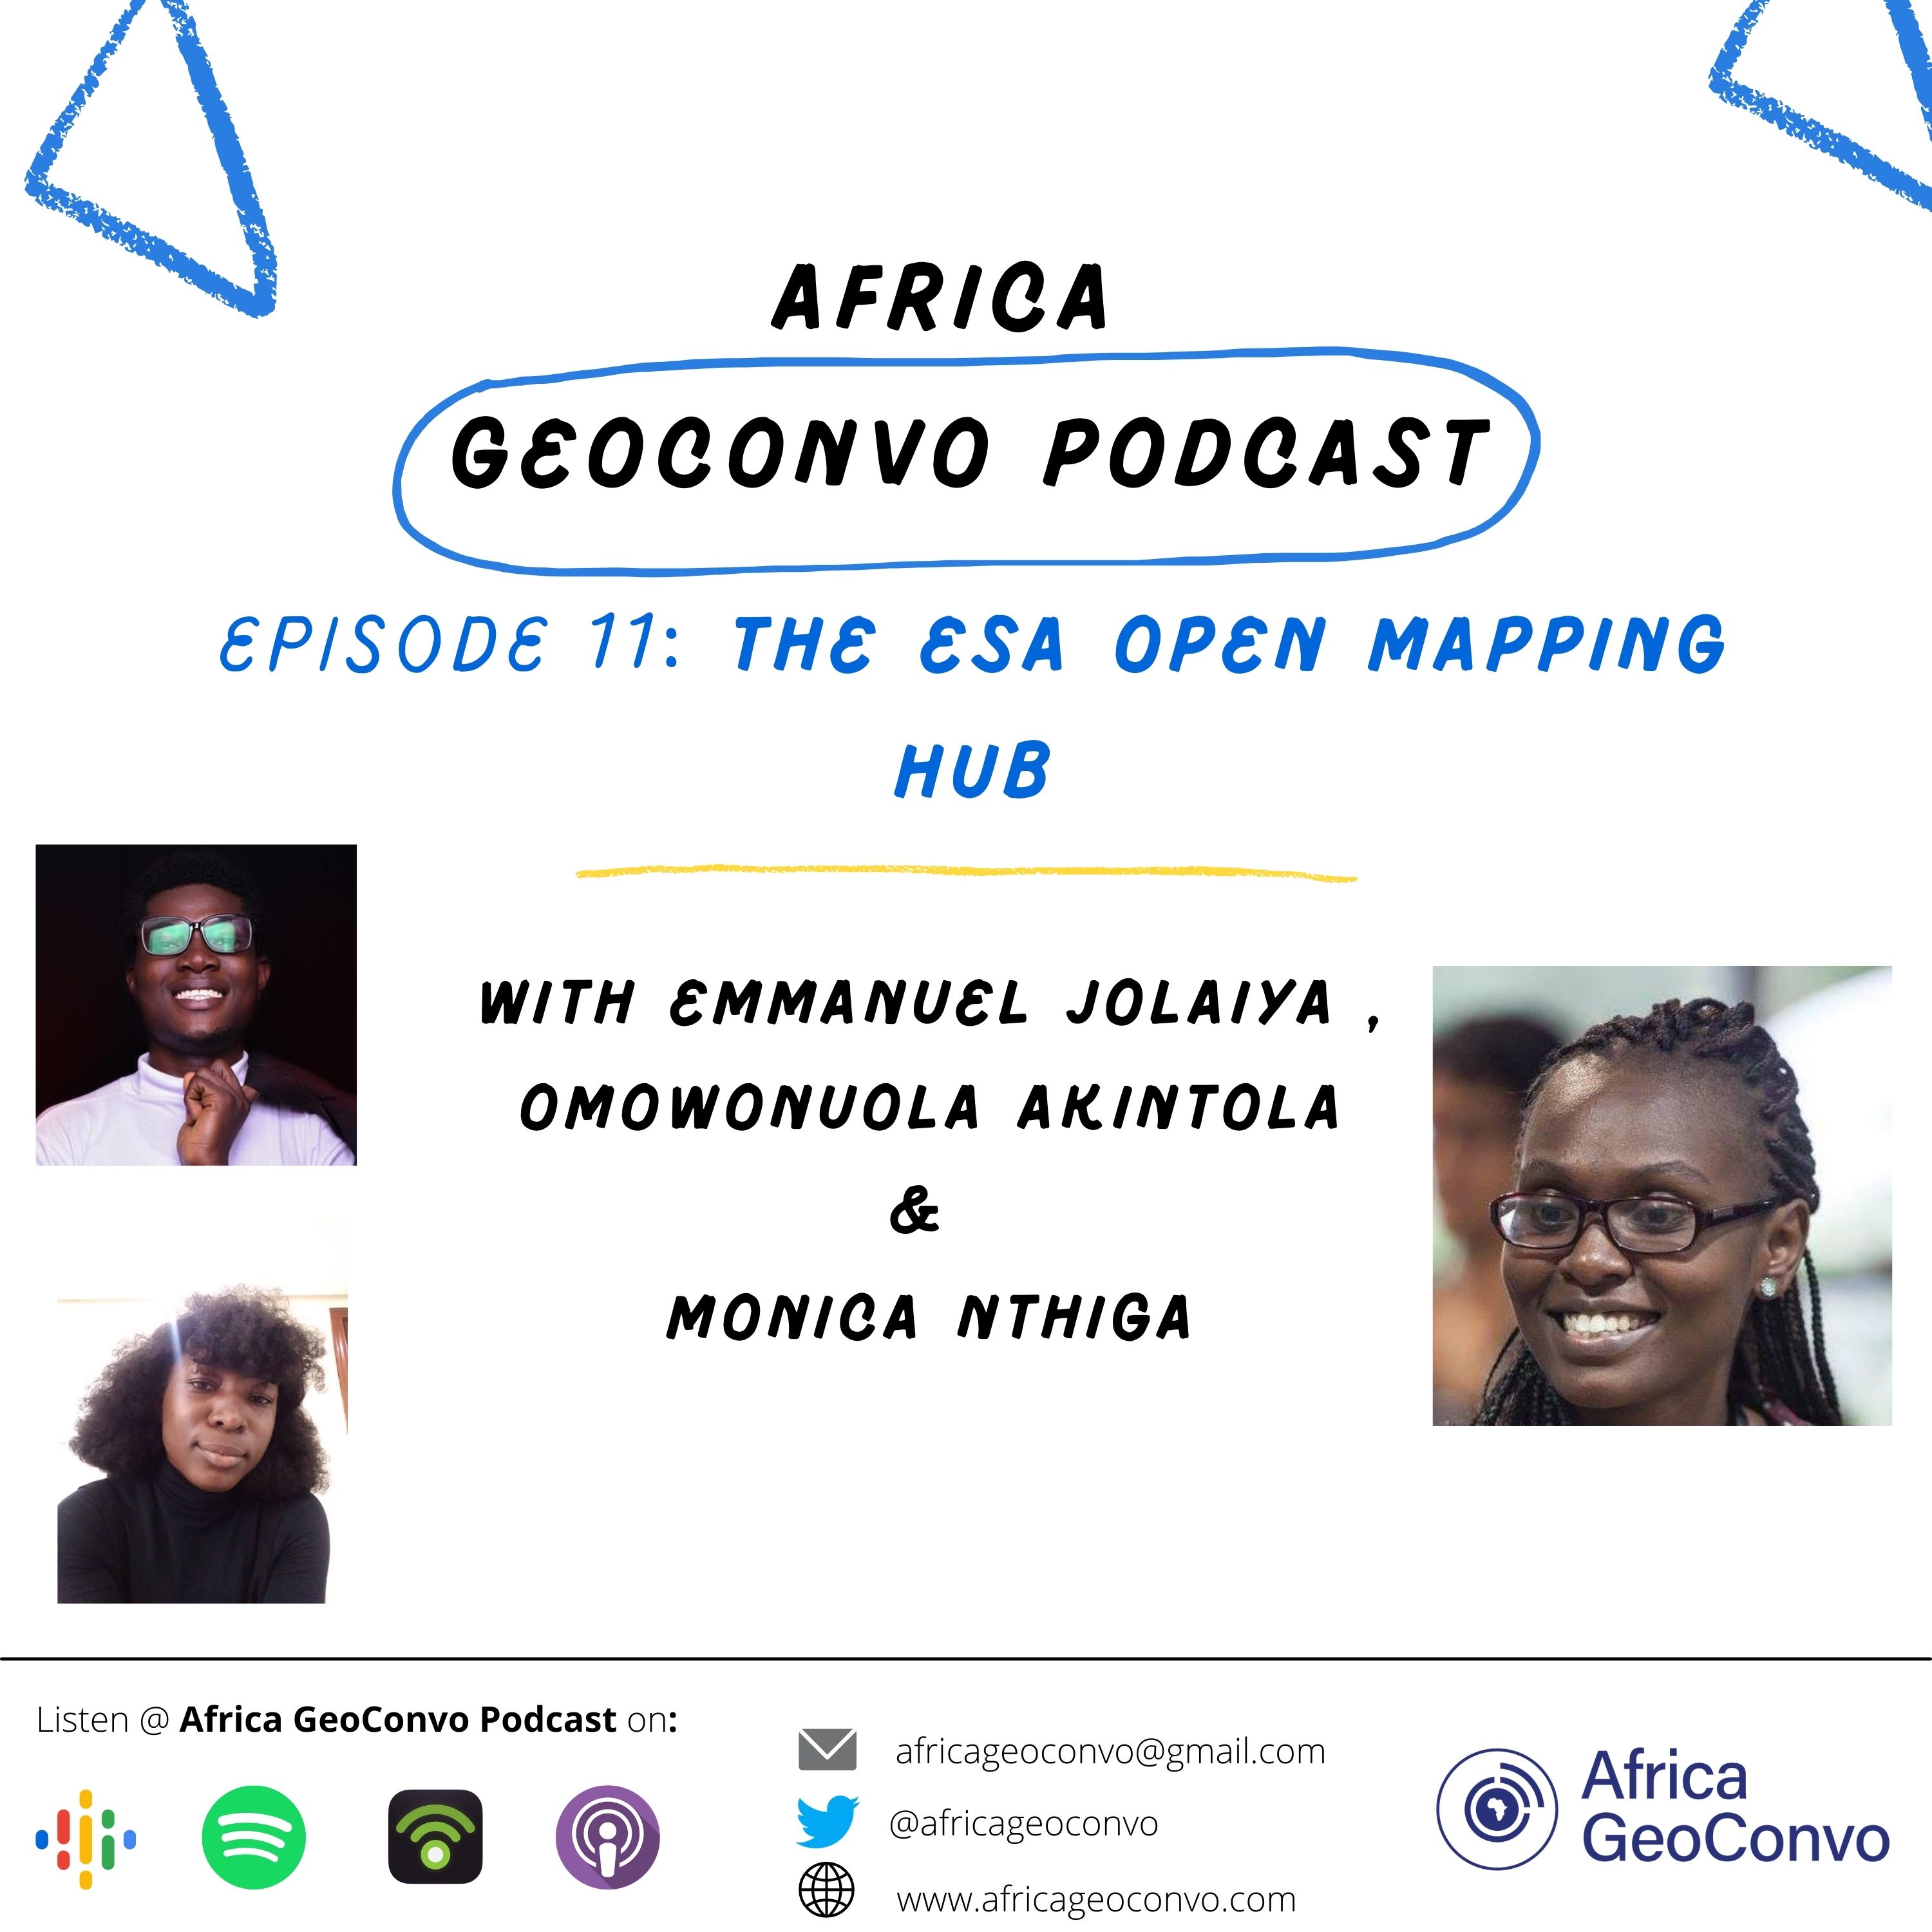 AFRICA
GEOCONVO PODCAST
EPISODE 11: THE ESA OPEN MAPPING
HUB
WITH EMMANUEL JOLAIYA ,
OMOWONUOLA AKINTOLA
&
MONICA NTHIGA
Listen @ Africa GeoConvo Podcast on:
africageoconvo@gmail.com
@africageoconvo
www.africageoconvo.com
Africa
GeoConvo